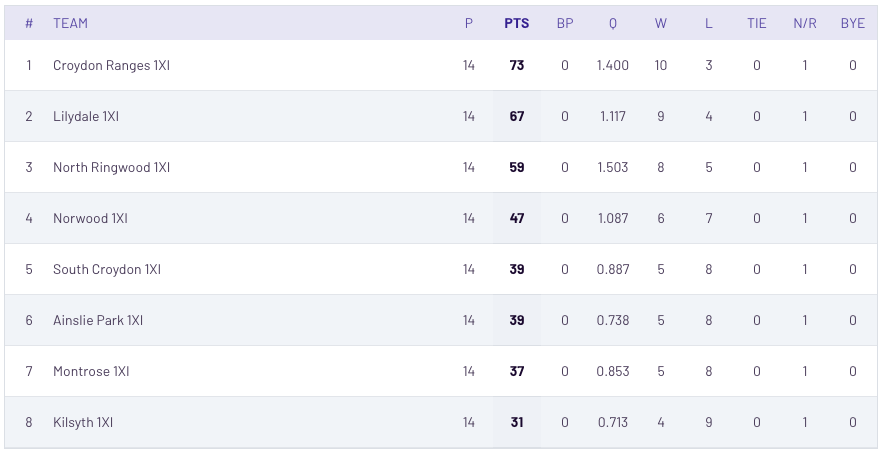 # TEAM P PTS BP Q W L TIE N/R BYE
1 Croydon Ranges 1XI 14 73 0 1.400 10 3 0 1 0
2 Lilydale 1XI 14 67 0 1.117 9 4 0 1 0
3 North Ringwood 1XI 14 59 0 1.503 8 5 0 1 0
4 Norwood 1XI 14 47 0 1.087 6 7 0 1 0
5 South Croydon 1XI 14 39 0 0.887 5 8 0 1 0
6 Ainslie Park 1XI 14 39 0 0.738 5 8 0 1 0
7 Montrose 1XI 14 37 0 0.853 5 8 0 1 0
8 Kilsyth 1XI 14 31 0 0.713 4 9 0 1 0